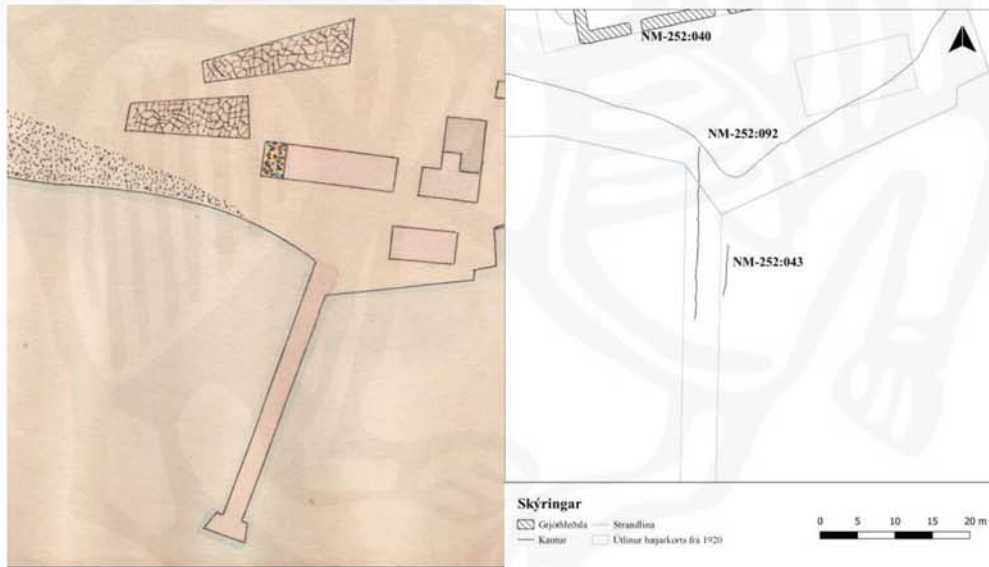 NM-252:040
NM-252:092
NM-252:043
Skýringar
Grjóthleðsla
Strandlína
Kantur
Útlínur bæjarkorts frá 1920
0 5 10 15 20 m